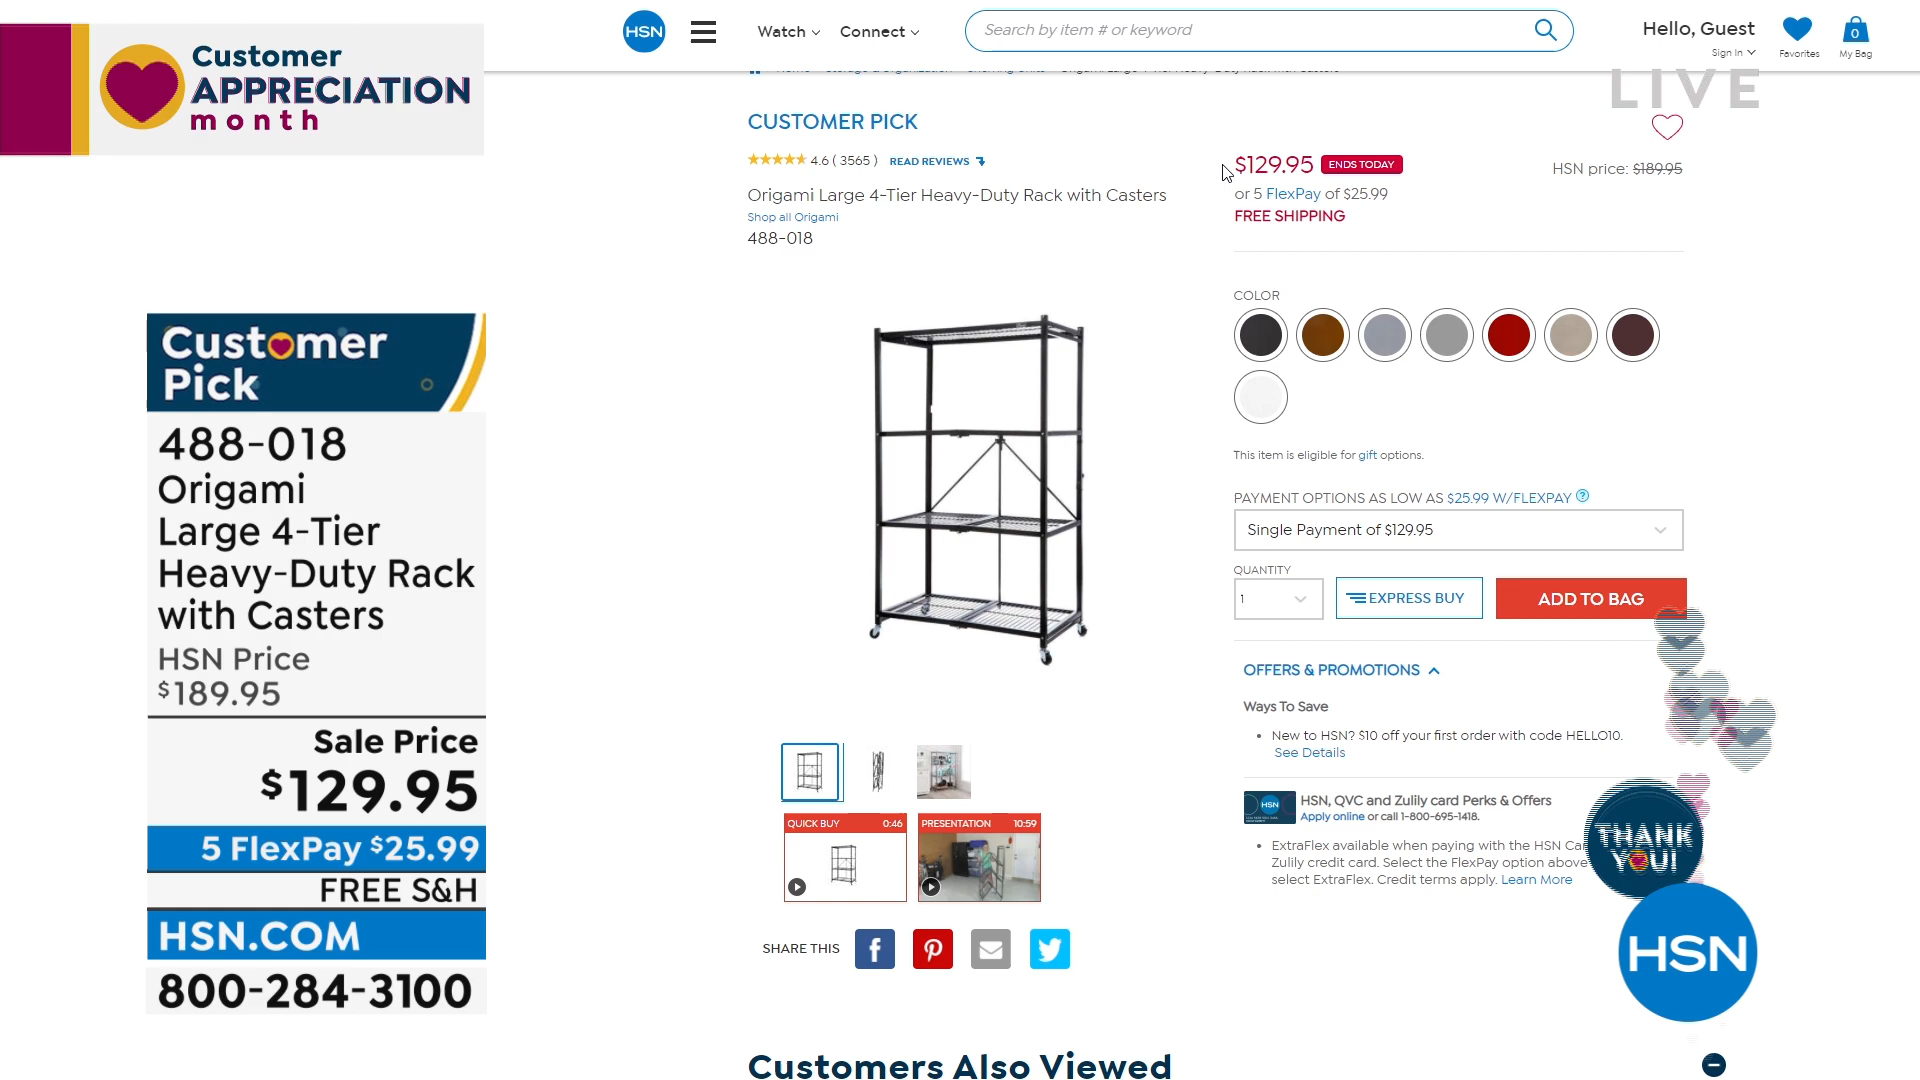 Customer
APPRECIATION
month
HSN
Watch
Connect
Search by item # or keyword
Hello, Guest
Sign In
Favorites
0
My Bag
LIVE
CUSTOMER PICK
4.6 ( 3565 ) READ REVIEWS
Origami Large 4-Tier Heavy-Duty Rack with Casters
Shop all Origami
488-018
$129.95 ENDS TODAY
HSN price: $189.95
or 5 FlexPay of $25.99
FREE SHIPPING
COLOR
This item is eligible for gift options.
PAYMENT OPTIONS AS LOW AS $25.99 W/FLEXPAY ?
Single Payment of $129.95
QUANTITY
1
EXPRESS BUY
ADD TO BAG
OFFERS & PROMOTIONS
Ways To Save
• New to HSN? $10 off your first order with code HELLO10.
See Details
HSN
HSN, QVC and Zulily card Perks & Offers
Apply online or call 1-800-695-1418.
• ExtraFlex available when paying with the HSN
Zulily credit card. Select the FlexPay option above
select ExtraFlex. Credit terms apply. Learn More
THANK
YOU!
HSN
QUICK BUY 0:46
PRESENTATION 10:59
SHARE THIS
Customers Also Viewed
Customer
Pick
488-018
Origami
Large 4-Tier
Heavy-Duty Rack
with Casters
HSN Price
$189.95
Sale Price
$129.95
5 FlexPay $25.99
FREE S&H
HSN.COM
800-284-3100